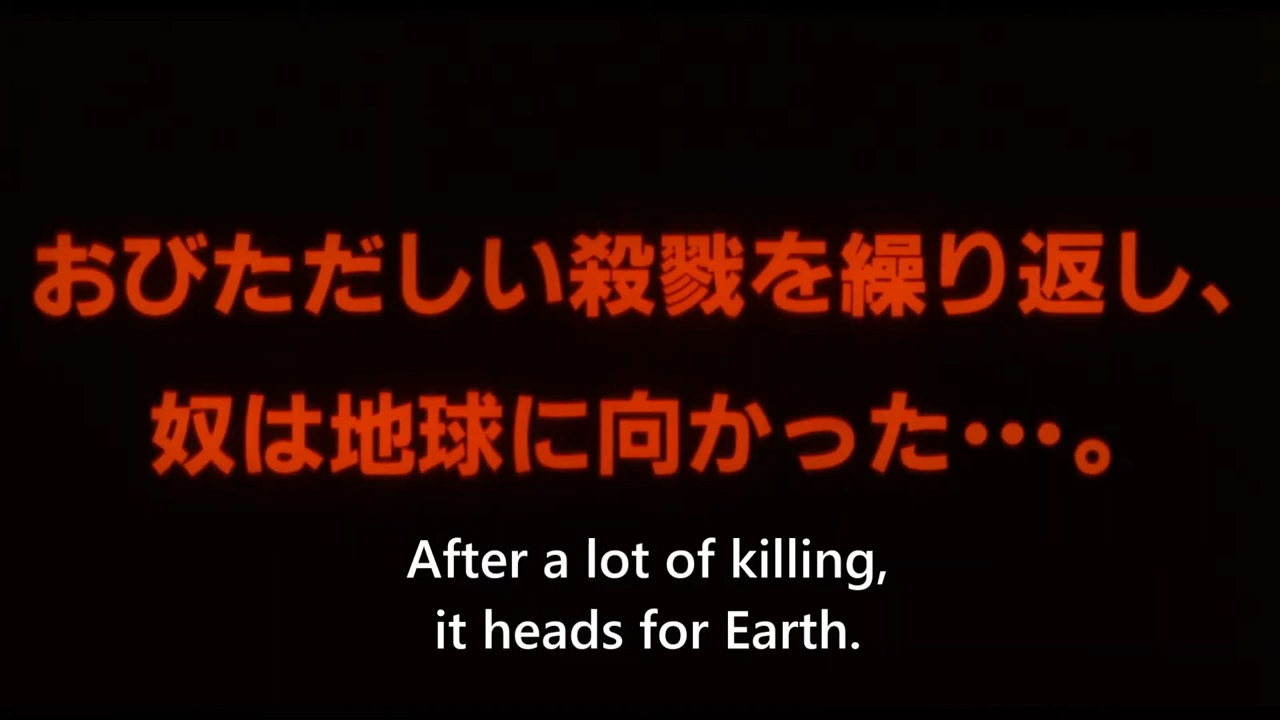 おびただしい殺戮を繰り返し、
奴は地球に向かった･･･。
After a lot of killing,
it heads for Earth.